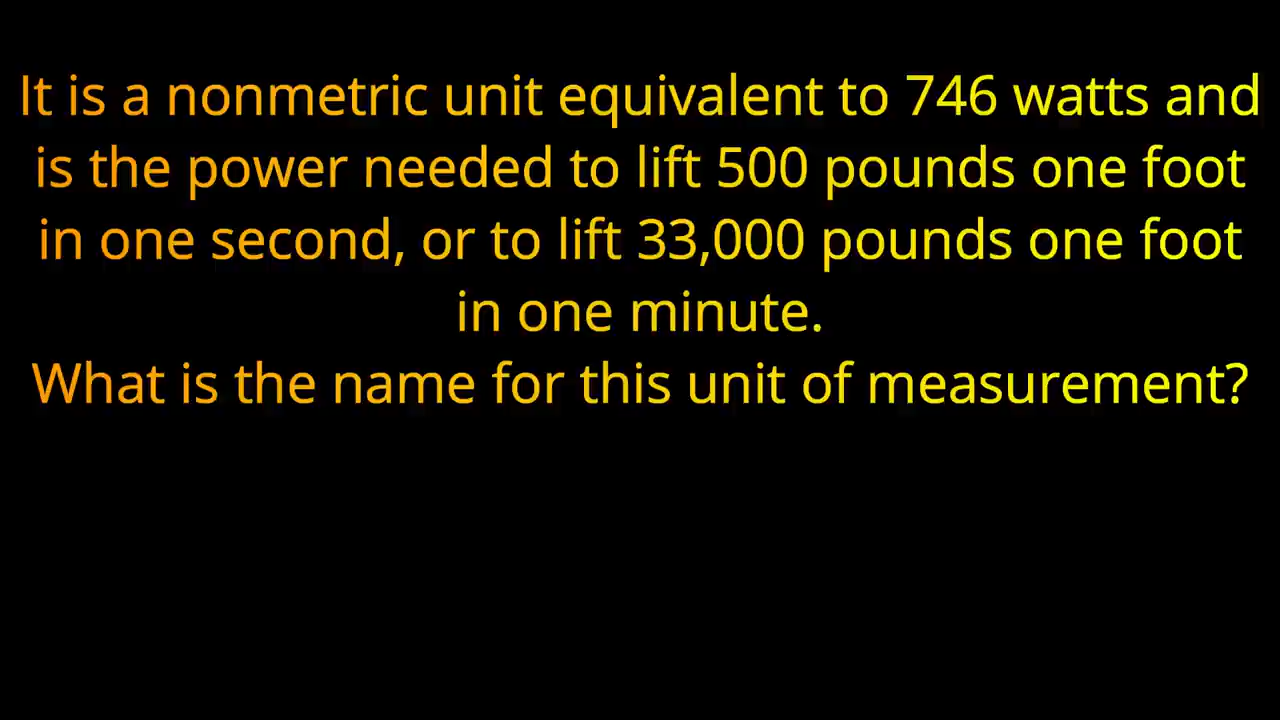 It is a nonmetric unit equivalent to 746 watts and
is the power needed to lift 500 pounds one foot
in one second, or to lift 33,000 pounds one foot
in one minute.
What is the name for this unit of measurement?